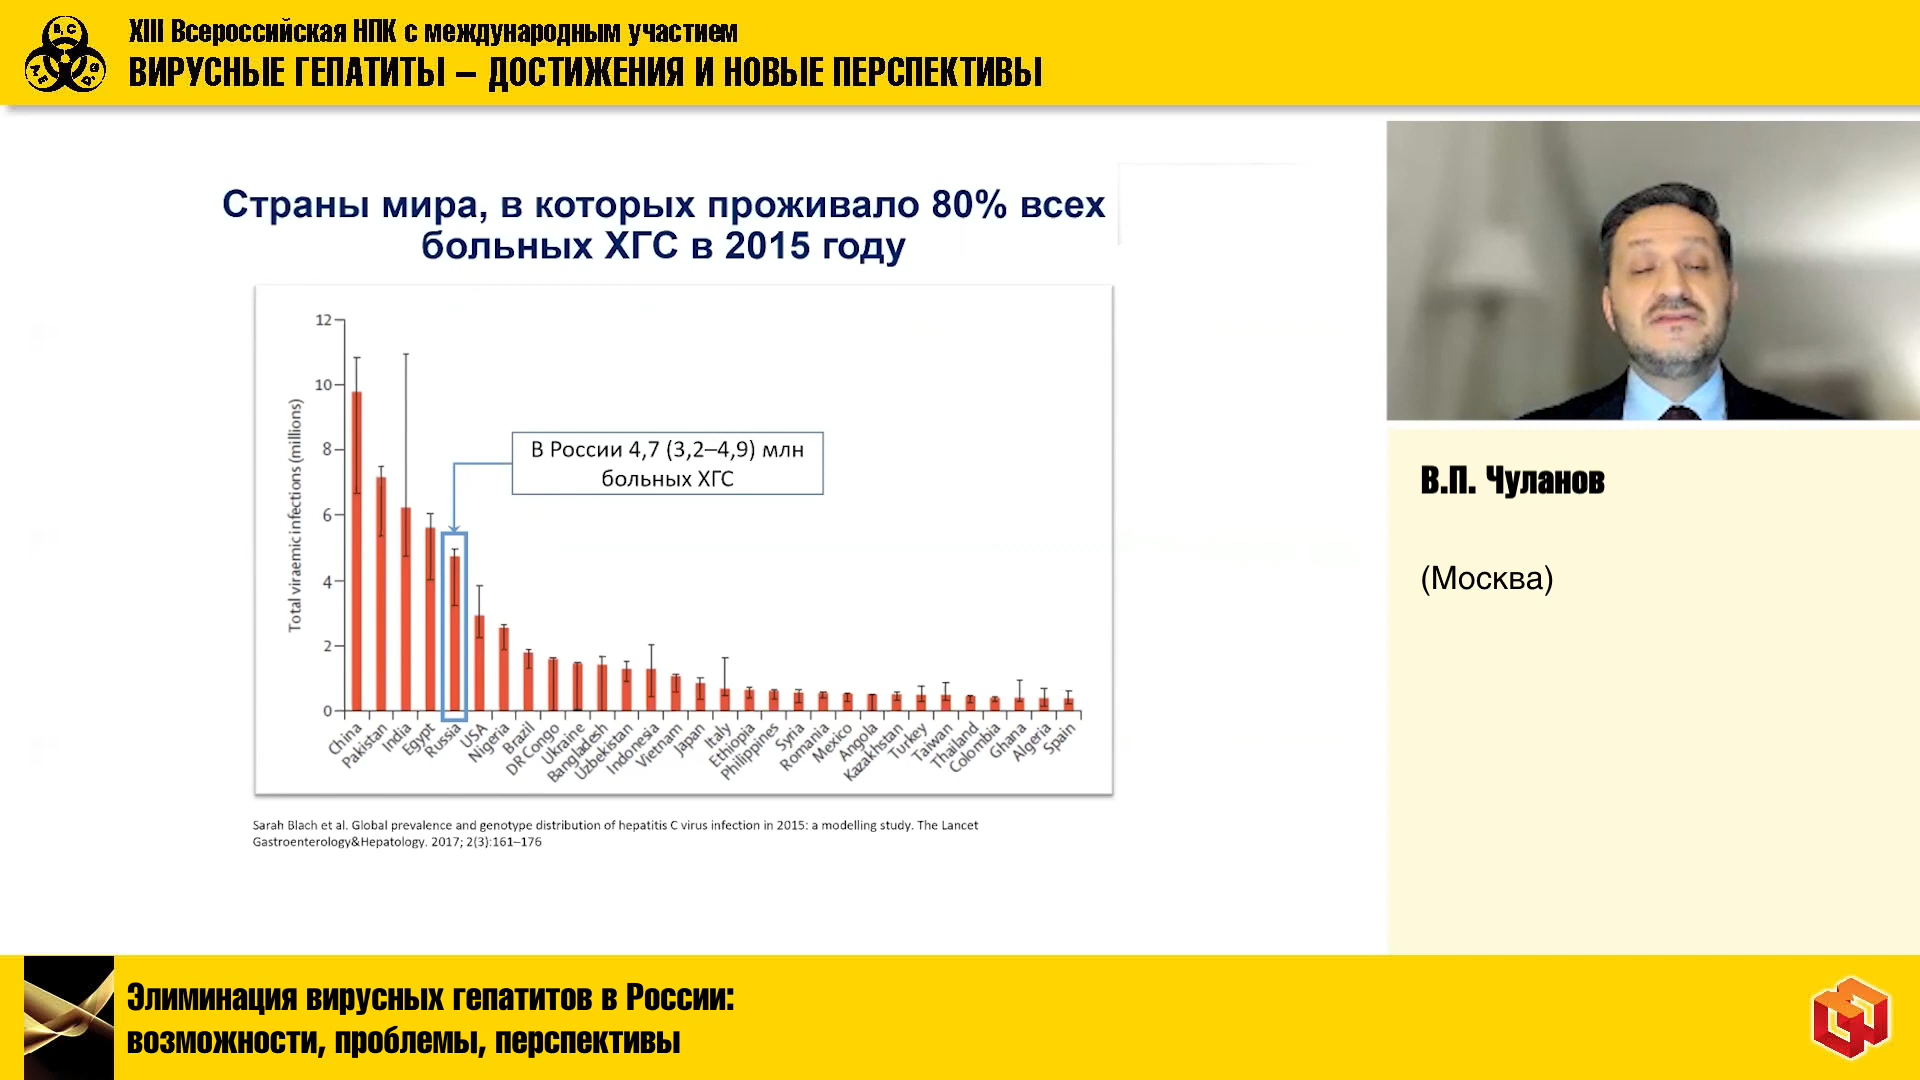 XIII Всероссийская НПК с международным участием
ВИРУСНЫЕ ГЕПАТИТЫ – ДОСТИЖЕНИЯ И НОВЫЕ ПЕРСПЕКТИВЫ
B, C
Страны мира, в которых проживало 80% всех
больных ХГС в 2015 году
12
10
8
6
4
2
0
Total viraemic infections (millions)
В России 4,7 (3,2–4,9) млн
больных ХГС
China
Pakistan
India
Egypt
Russia
USA
Nigeria
Brazil
DR Congo
Ukraine
Bangladesh
Uzbekistan
Indonesia
Vietnam
Japan
Italy
Ethiopia
Philippines
Syria
Romania
Mexico
Angola
Kazakhstan
Turkey
Taiwan
Thailand
Colombia
Ghana
Algeria
Spain
Sarah Blach et al. Global prevalence and genotype distribution of hepatitis C virus infection in 2015: a modelling study. The Lancet
Gastroenterology&Hepatology. 2017; 2(3):161–176
В.П. Чуланов
(Москва)
Элиминация вирусных гепатитов в России:
возможности, проблемы, перспективы